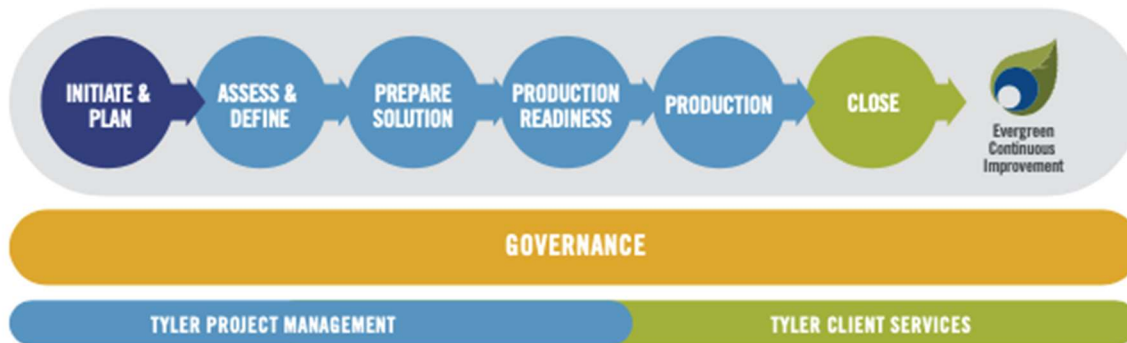 INITIATE &
PLAN
ASSESS &
DEFINE
PREPARE
SOLUTION
PRODUCTION
READINESS
PRODUCTION
CLOSE
Evergreen
Continuous
Improvement
GOVERNANCE
TYLER PROJECT MANAGEMENT
TYLER CLIENT SERVICES